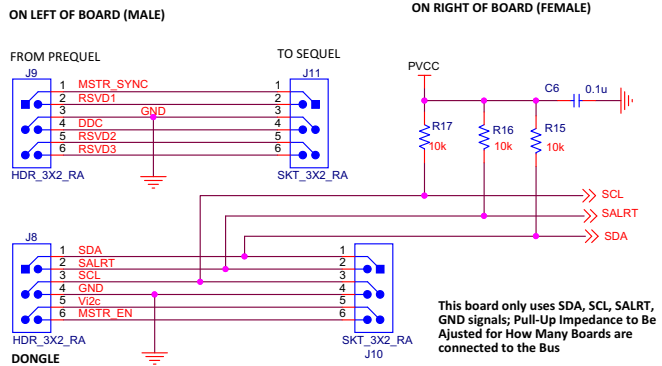 ON LEFT OF BOARD (MALE)
ON RIGHT OF BOARD (FEMALE)
FROM PREQUEL
TO SEQUEL
J9
J11
1 MSTR_SYNC 1
2 RSVD1 2
3 GND 3
4 DDC 4
5 RSVD2 5
6 RSVD3 6
HDR_3X2_RA
SKT_3X2_RA
PVCC
C6
0.1u
R17
10k
R16
10k
R15
10k
SCL
SALRT
SDA
J8
1 SDA 1
2 SALRT 2
3 SCL 3
4 GND 4
5 Vi2c 5
6 MSTR_EN 6
HDR_3X2_RA
SKT_3X2_RA
DONGLE
J10
This board only uses SDA, SCL, SALRT,
GND signals; Pull-Up Impedance to Be
Ajusted for How Many Boards are
connected to the Bus